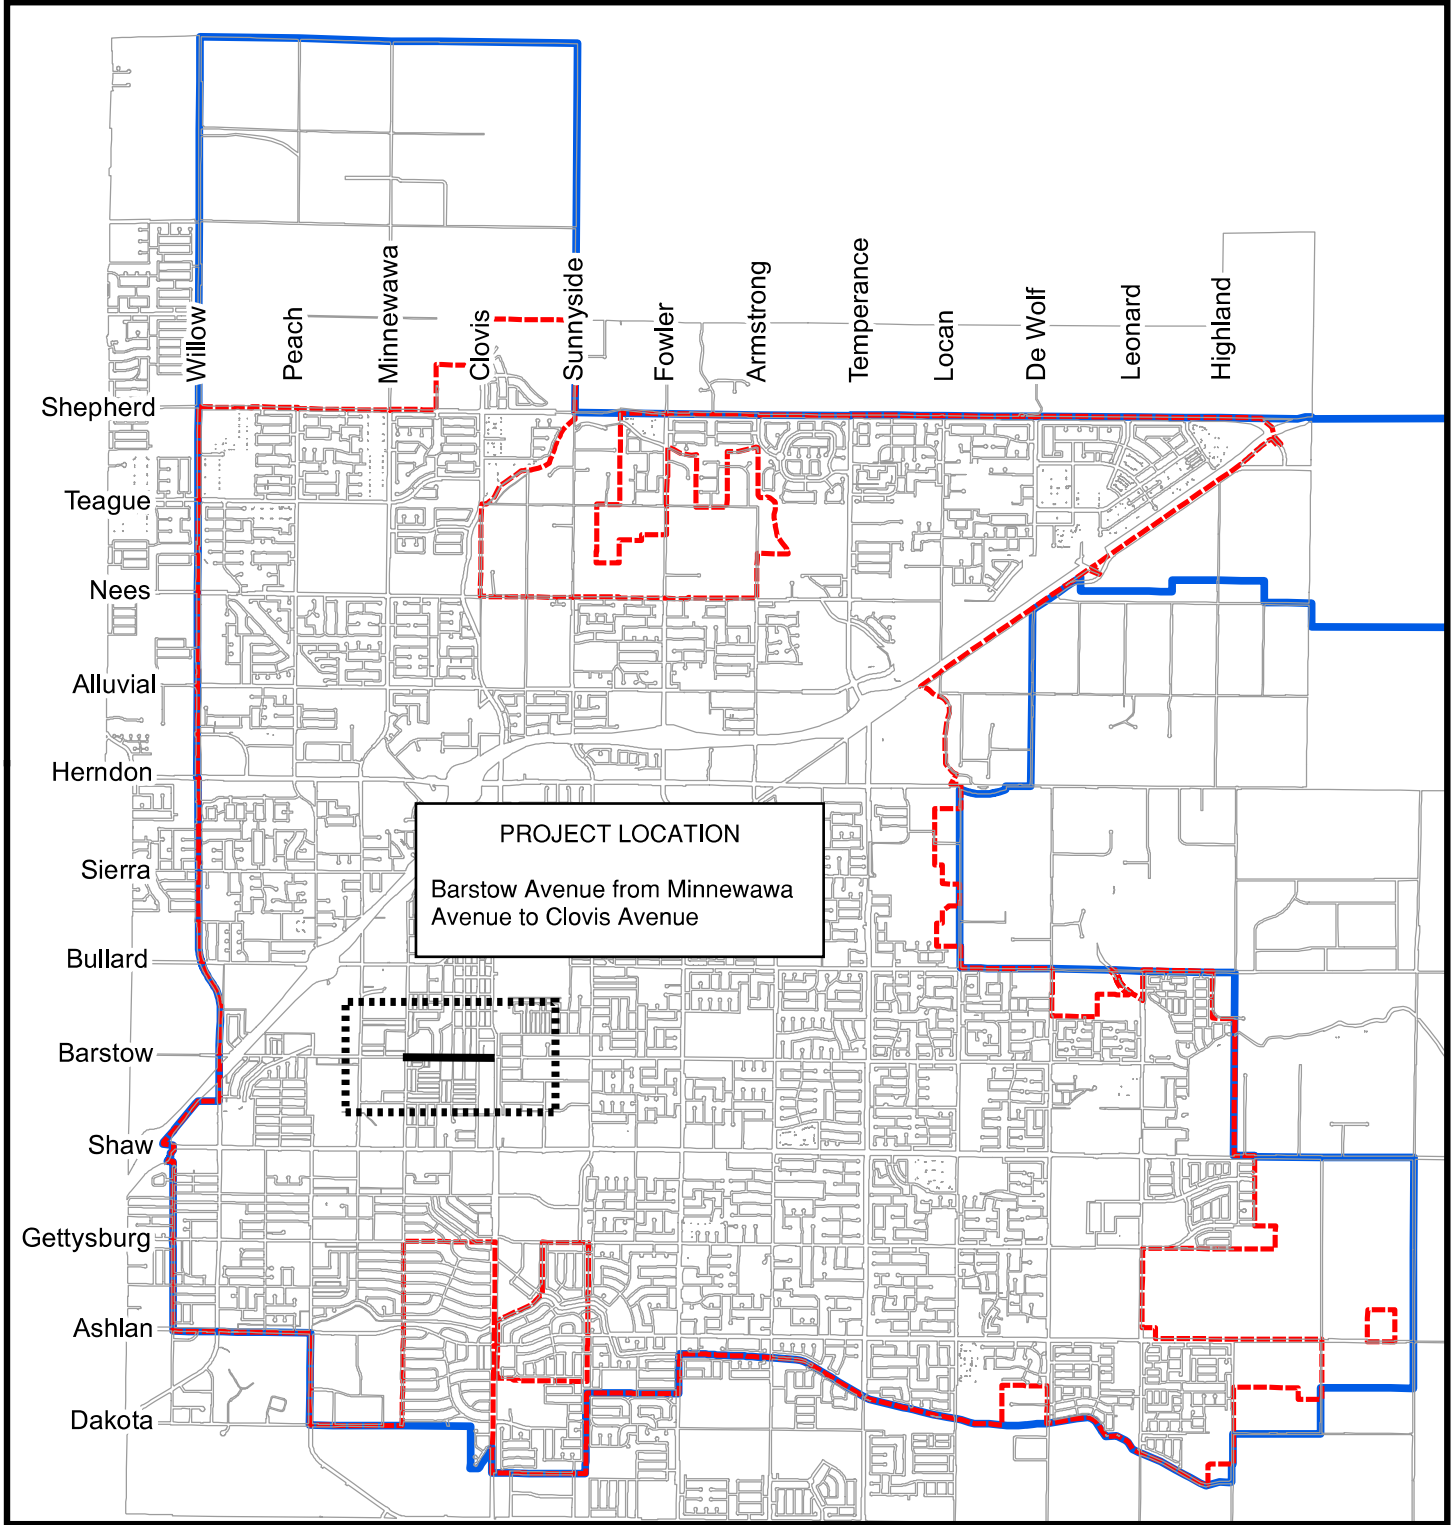 Willow
Peach
Minnewawa
Clovis
Sunnyside
Fowler
Armstrong
Temperance
Locan
De Wolf
Leonard
Highland
Shepherd
Teague
Nees
Alluvial
Herndon
Sierra
Bullard
Barstow
Shaw
Gettysburg
Ashlan
Dakota
PROJECT LOCATION
Barstow Avenue from Minnewawa
Avenue to Clovis Avenue